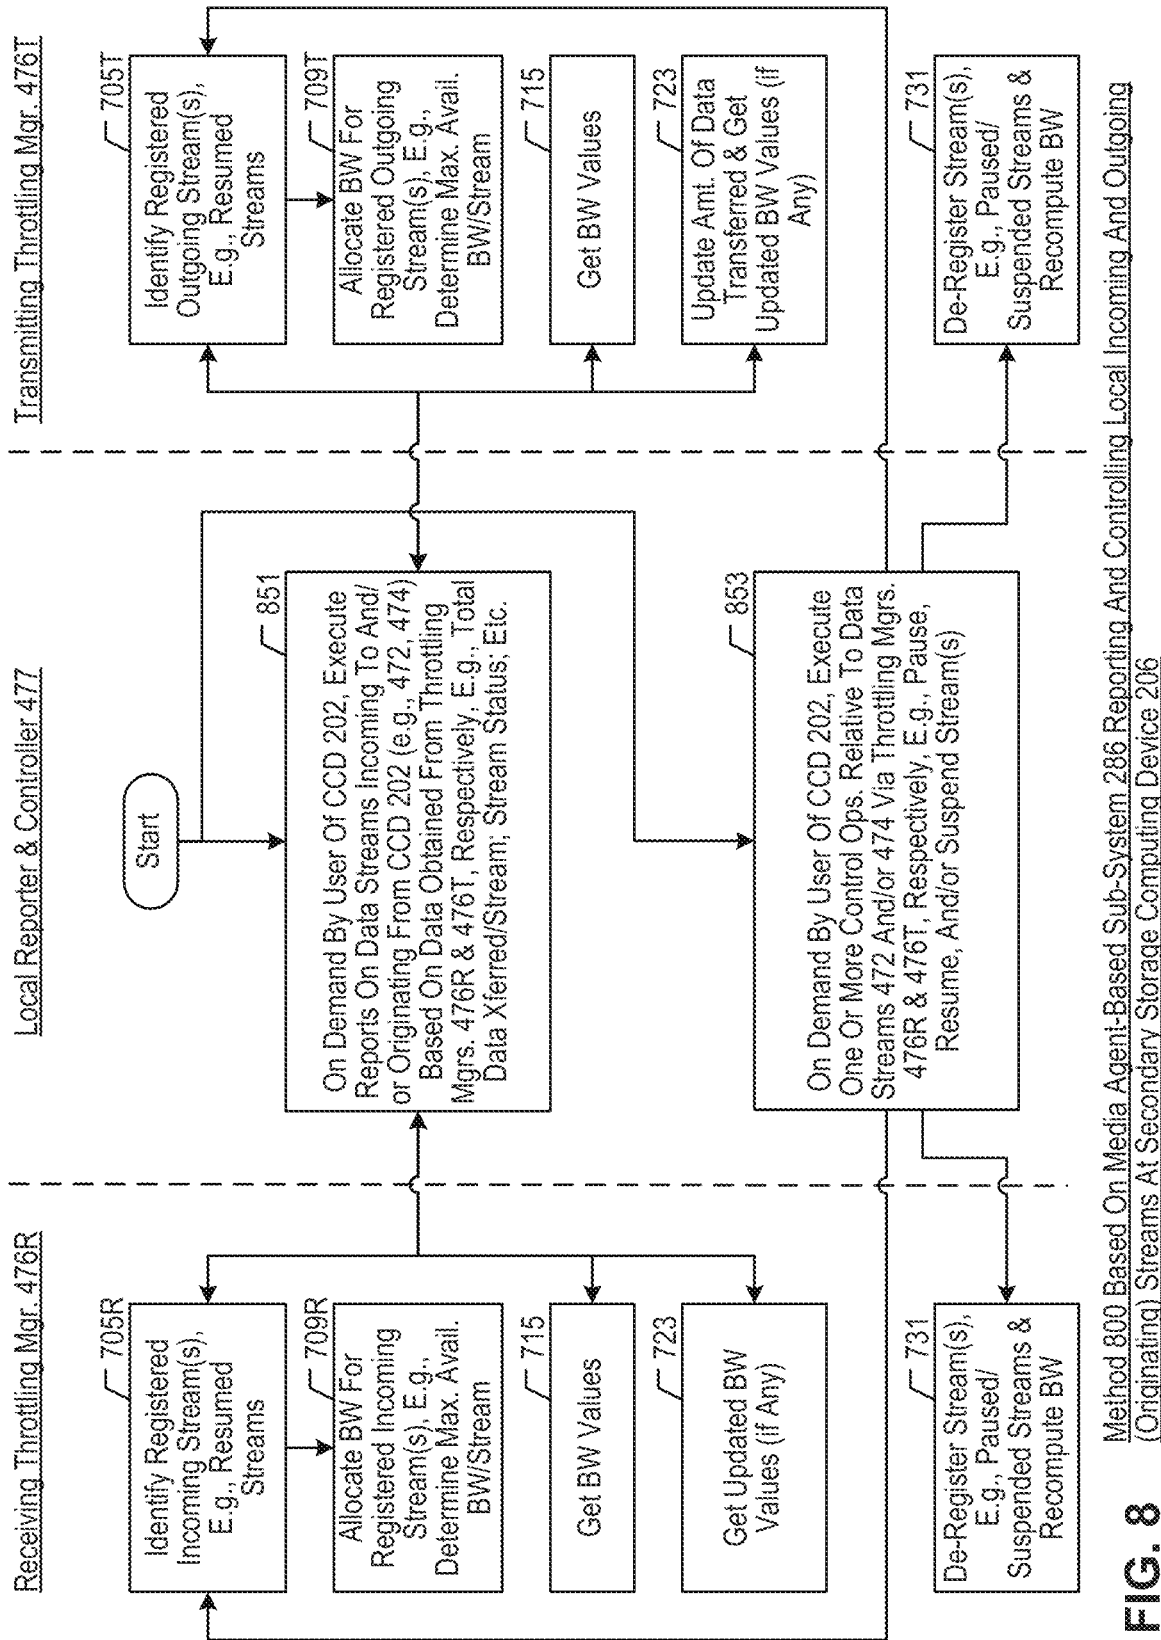 Receiving Throttling Mgr. 476R
Local Reporter & Controller 477
Transmitting Throttling Mgr. 476T
Start
705R
Identify Registered
Incoming Stream(s),
E.g., Resumed
Streams
709R
Allocate BW For
Registered Incoming
Stream(s), E.g.,
Determine Max. Avail.
BW/Stream
715
Get BW Values
723
Get Updated BW
Values (if Any)
731
De-Register Stream(s),
E.g., Paused/
Suspended Streams &
Recompute BW
851
On Demand By User Of CCD 202, Execute
Reports On Data Streams Incoming To And/
or Originating From CCD 202 (e.g., 472, 474)
Based On Data Obtained From Throttling
Mgrs. 476R & 476T, Respectively, E.g., Total
Data Xferred/Stream; Stream Status; Etc.
853
On Demand By User Of CCD 202, Execute
One Or More Control Ops. Relative To Data
Streams 472 And/or 474 Via Throttling Mgrs.
476R & 476T, Respectively, E.g., Pause,
Resume, And/or Suspend Stream(s)
705T
Identify Registered
Outgoing Stream(s),
E.g., Resumed
Streams
709T
Allocate BW For
Registered Outgoing
Stream(s), E.g.,
Determine Max. Avail.
BW/Stream
715
Get BW Values
723
Update Amt. Of Data
Transferred & Get
Updated BW Values (if
Any)
731
De-Register Stream(s),
E.g., Paused/
Suspended Streams &
Recompute BW
FIG. 8
Method 800 Based On Media Agent-Based Sub-System 286 Reporting And Controlling Local Incoming And Outgoing
(Originating) Streams At Secondary Storage Computing Device 206